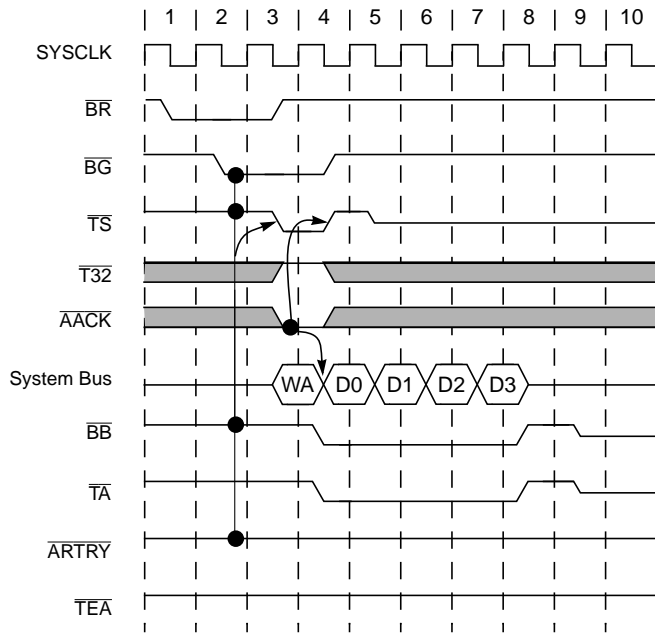 1 2 3 4 5 6 7 8 9 10
SYSCLK
BR
BG
TS
T32
AACK
System Bus WA D0 D1 D2 D3
BB
TA
ARTRY
TEA